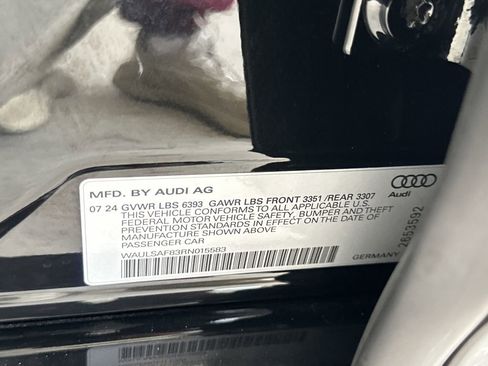 MFD. BY AUDI AG
07 24 GVWR LBS 6393 GAWR LBS FRONT 3351 /REAR 3307
THIS VEHICLE CONFORMS TO ALL APPLICABLE U.S.
FEDERAL MOTOR VEHICLE SAFETY, BUMPER AND THEFT
PREVENTION STANDARDS IN EFFECT ON THE DATE OF
MANUFACTURE SHOWN ABOVE
PASSENGER CAR
WAULSAF83RN015583
GERMANY
Audi
2653592